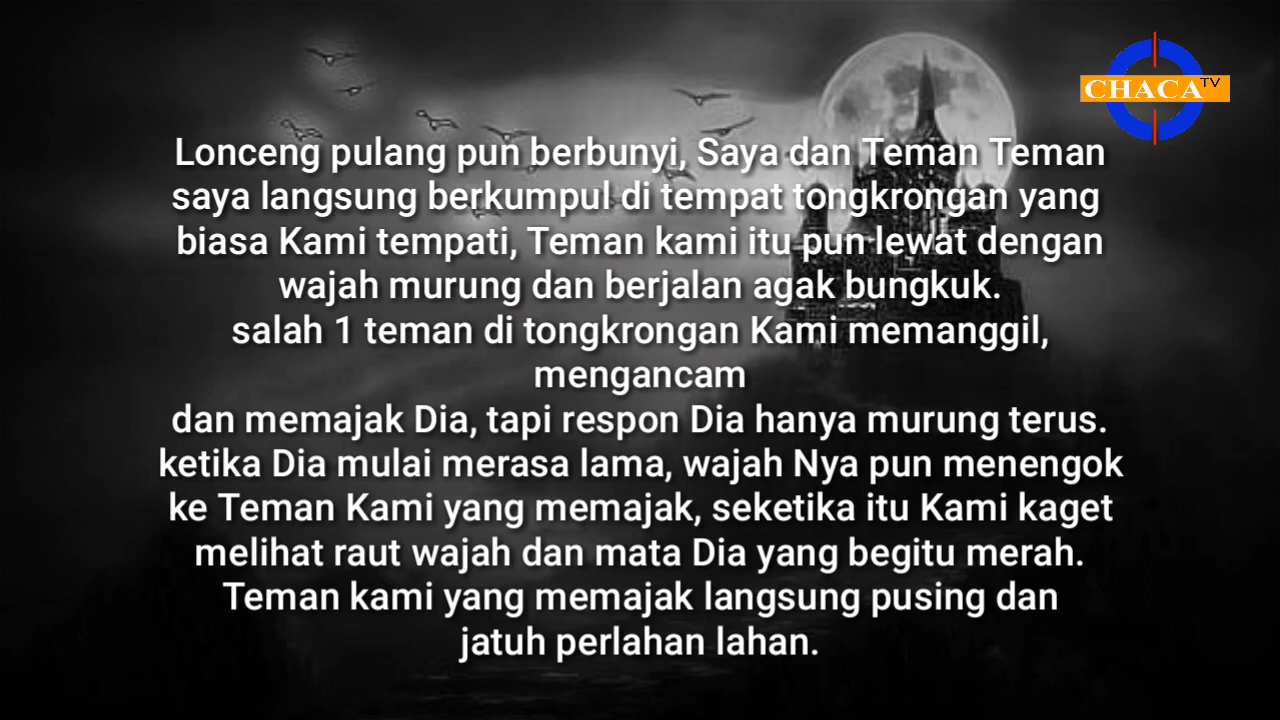 CHACA TV
Lonceng pulang pun berbunyi, Saya dan Teman Teman
saya langsung berkumpul di tempat tongkrongan yang
biasa Kami tempati, Teman kami itu pun lewat dengan
wajah murung dan berjalan agak bungkuk.
salah 1 teman di tongkrongan Kami memanggil,
mengancam
dan memajak Dia, tapi respon Dia hanya murung terus.
ketika Dia mulai merasa lama, wajah Nya pun menengok
ke Teman Kami yang memajak, seketika itu Kami kaget
melihat raut wajah dan mata Dia yang begitu merah.
Teman kami yang memajak langsung pusing dan
jatuh perlahan lahan.